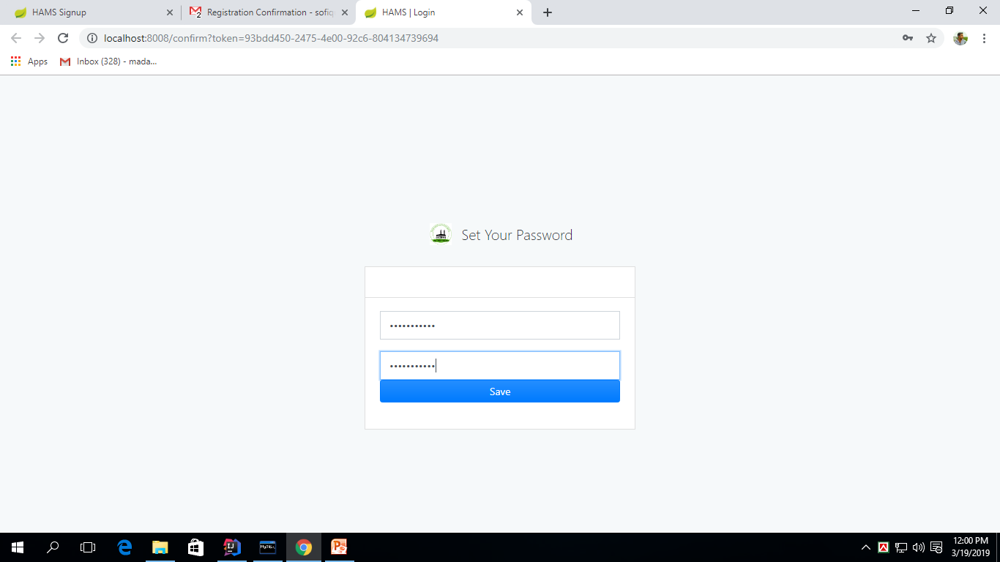 HAMS Signup
Registration Confirmation - sofiq
HAMS | Login
localhost:8008/confirm?token=93bdd450-2475-4e00-92c6-804134739694
Apps
Inbox (328) - mada...
Set Your Password
Save
12:00 PM
3/19/2019